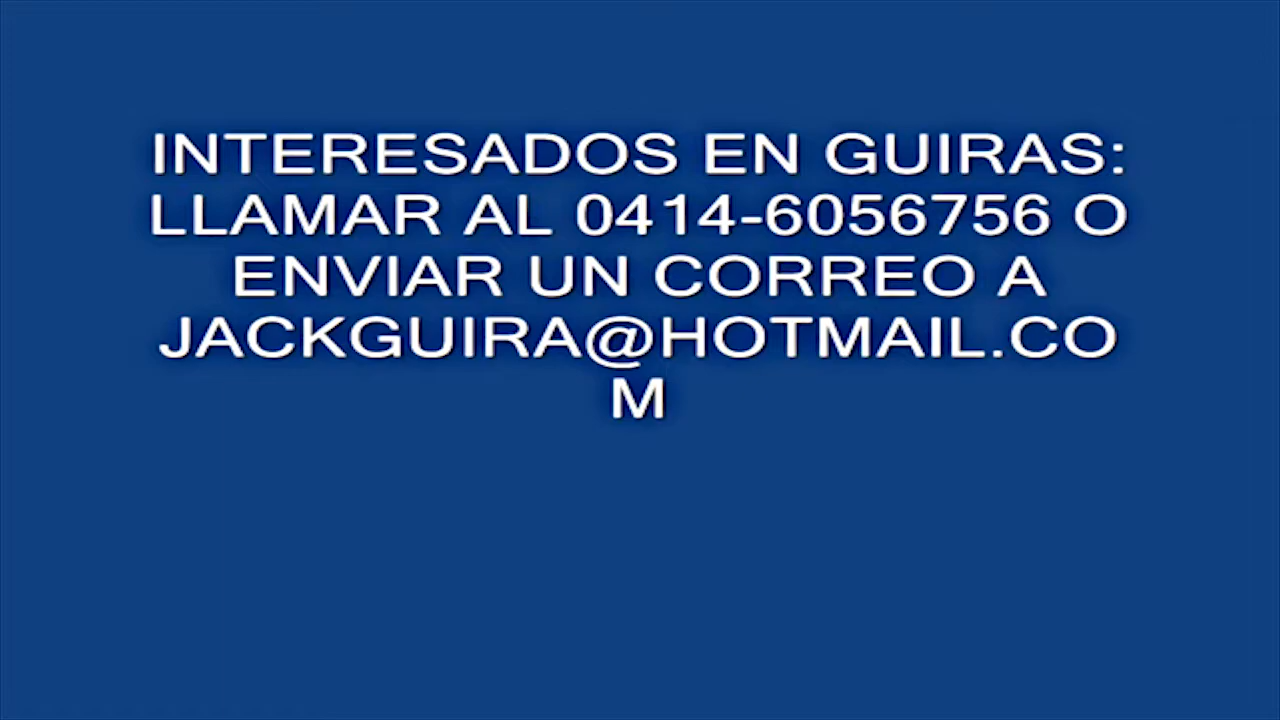 INTERESADOS EN GUIRAS:
LLAMAR AL 0414-6056756 O
ENVIAR UN CORREO A
JACKGUIRA@HOTMAIL.CO
M